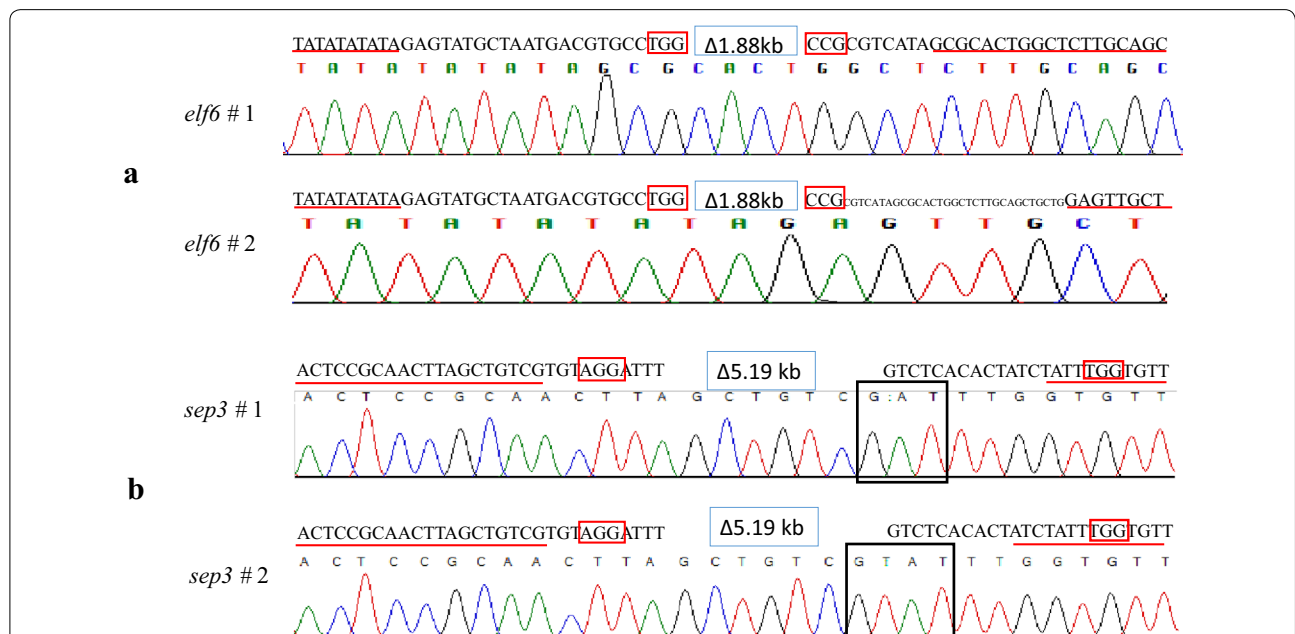 TATATATATAGAGTATGCTAATGACGTGCCTGG Δ1.88kb CCGCGTCATAGCGCACTGGCTCTTGCAGC
T A T A T A T A T A G C G C A C T G G C T C T T G C A G C
elf6 # 1
a
TATATATATAGAGTATGCTAATGACGTGCCTGG Δ1.88kb CCGCGTCATAGCGCACTGGCTCTTGCAGCTGCTGGAGTTGCT
T A T A T A T A T A G A G T T G C T
elf6 # 2
ACTCCGCAACTTAGCTGTCGTGTAGGATTT Δ5.19 kb GTCTCACACTATCTATTTGGTGTT
A C T C C G C A A C T T A G C T G T C G A T T T G G T G T T
sep3 # 1
b
ACTCCGCAACTTAGCTGTCGTGTAGGATTT Δ5.19 kb GTCTCACACTATCTATTTGGTGTT
A C T C C G C A A C T T A G C T G T C G T A T T T G G T G T T
sep3 # 2